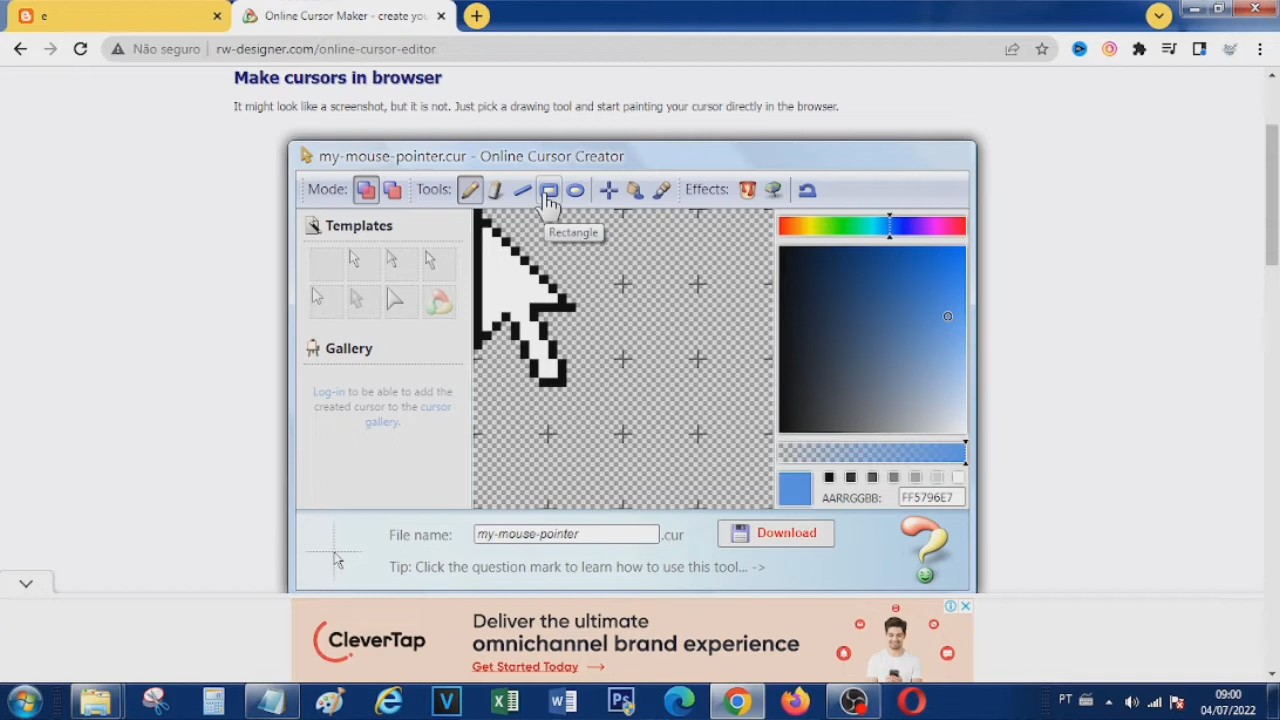 e
Online Cursor Maker - create you
Não seguro
rw-designer.com/online-cursor-editor
Make cursors in browser
It might look like a screenshot, but it is not. Just pick a drawing tool and start painting your cursor directly in the browser.
my-mouse-pointer.cur - Online Cursor Creator
Mode:
Tools:
Effects:
Rectangle
Templates
Gallery
Log-in to be able to add the
created cursor to the cursor
gallery.
AARRGGBB:
FF5796E7
File name:
my-mouse-pointer
.cur
Download
Tip: Click the question mark to learn how to use this tool... ->
CleverTap
Deliver the ultimate
omnichannel brand experience
Get Started Today
PT
09:00
04/07/2022